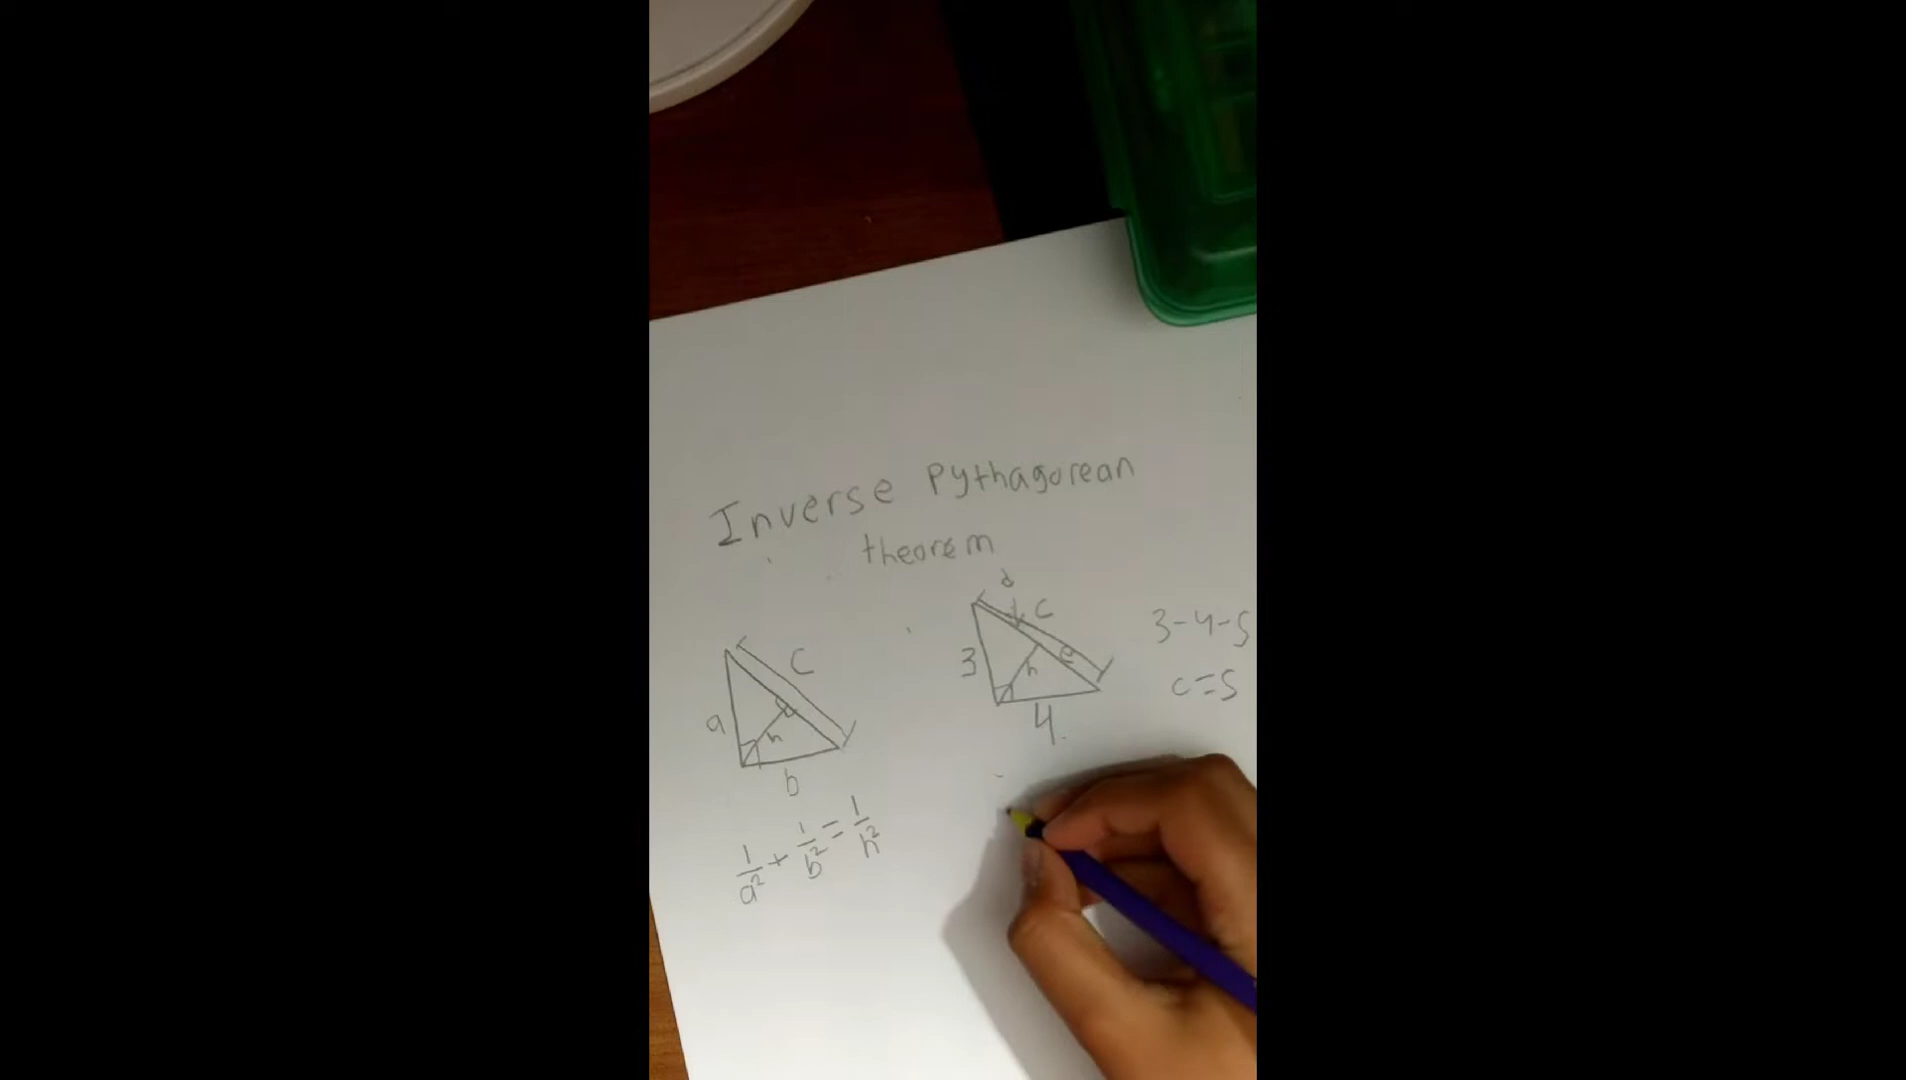 Inverse Pythagorean
theorem
a
b
C
h
1/a² + 1/b² = 1/h²
d
C
3
h
e
4
3-4-5
c=5